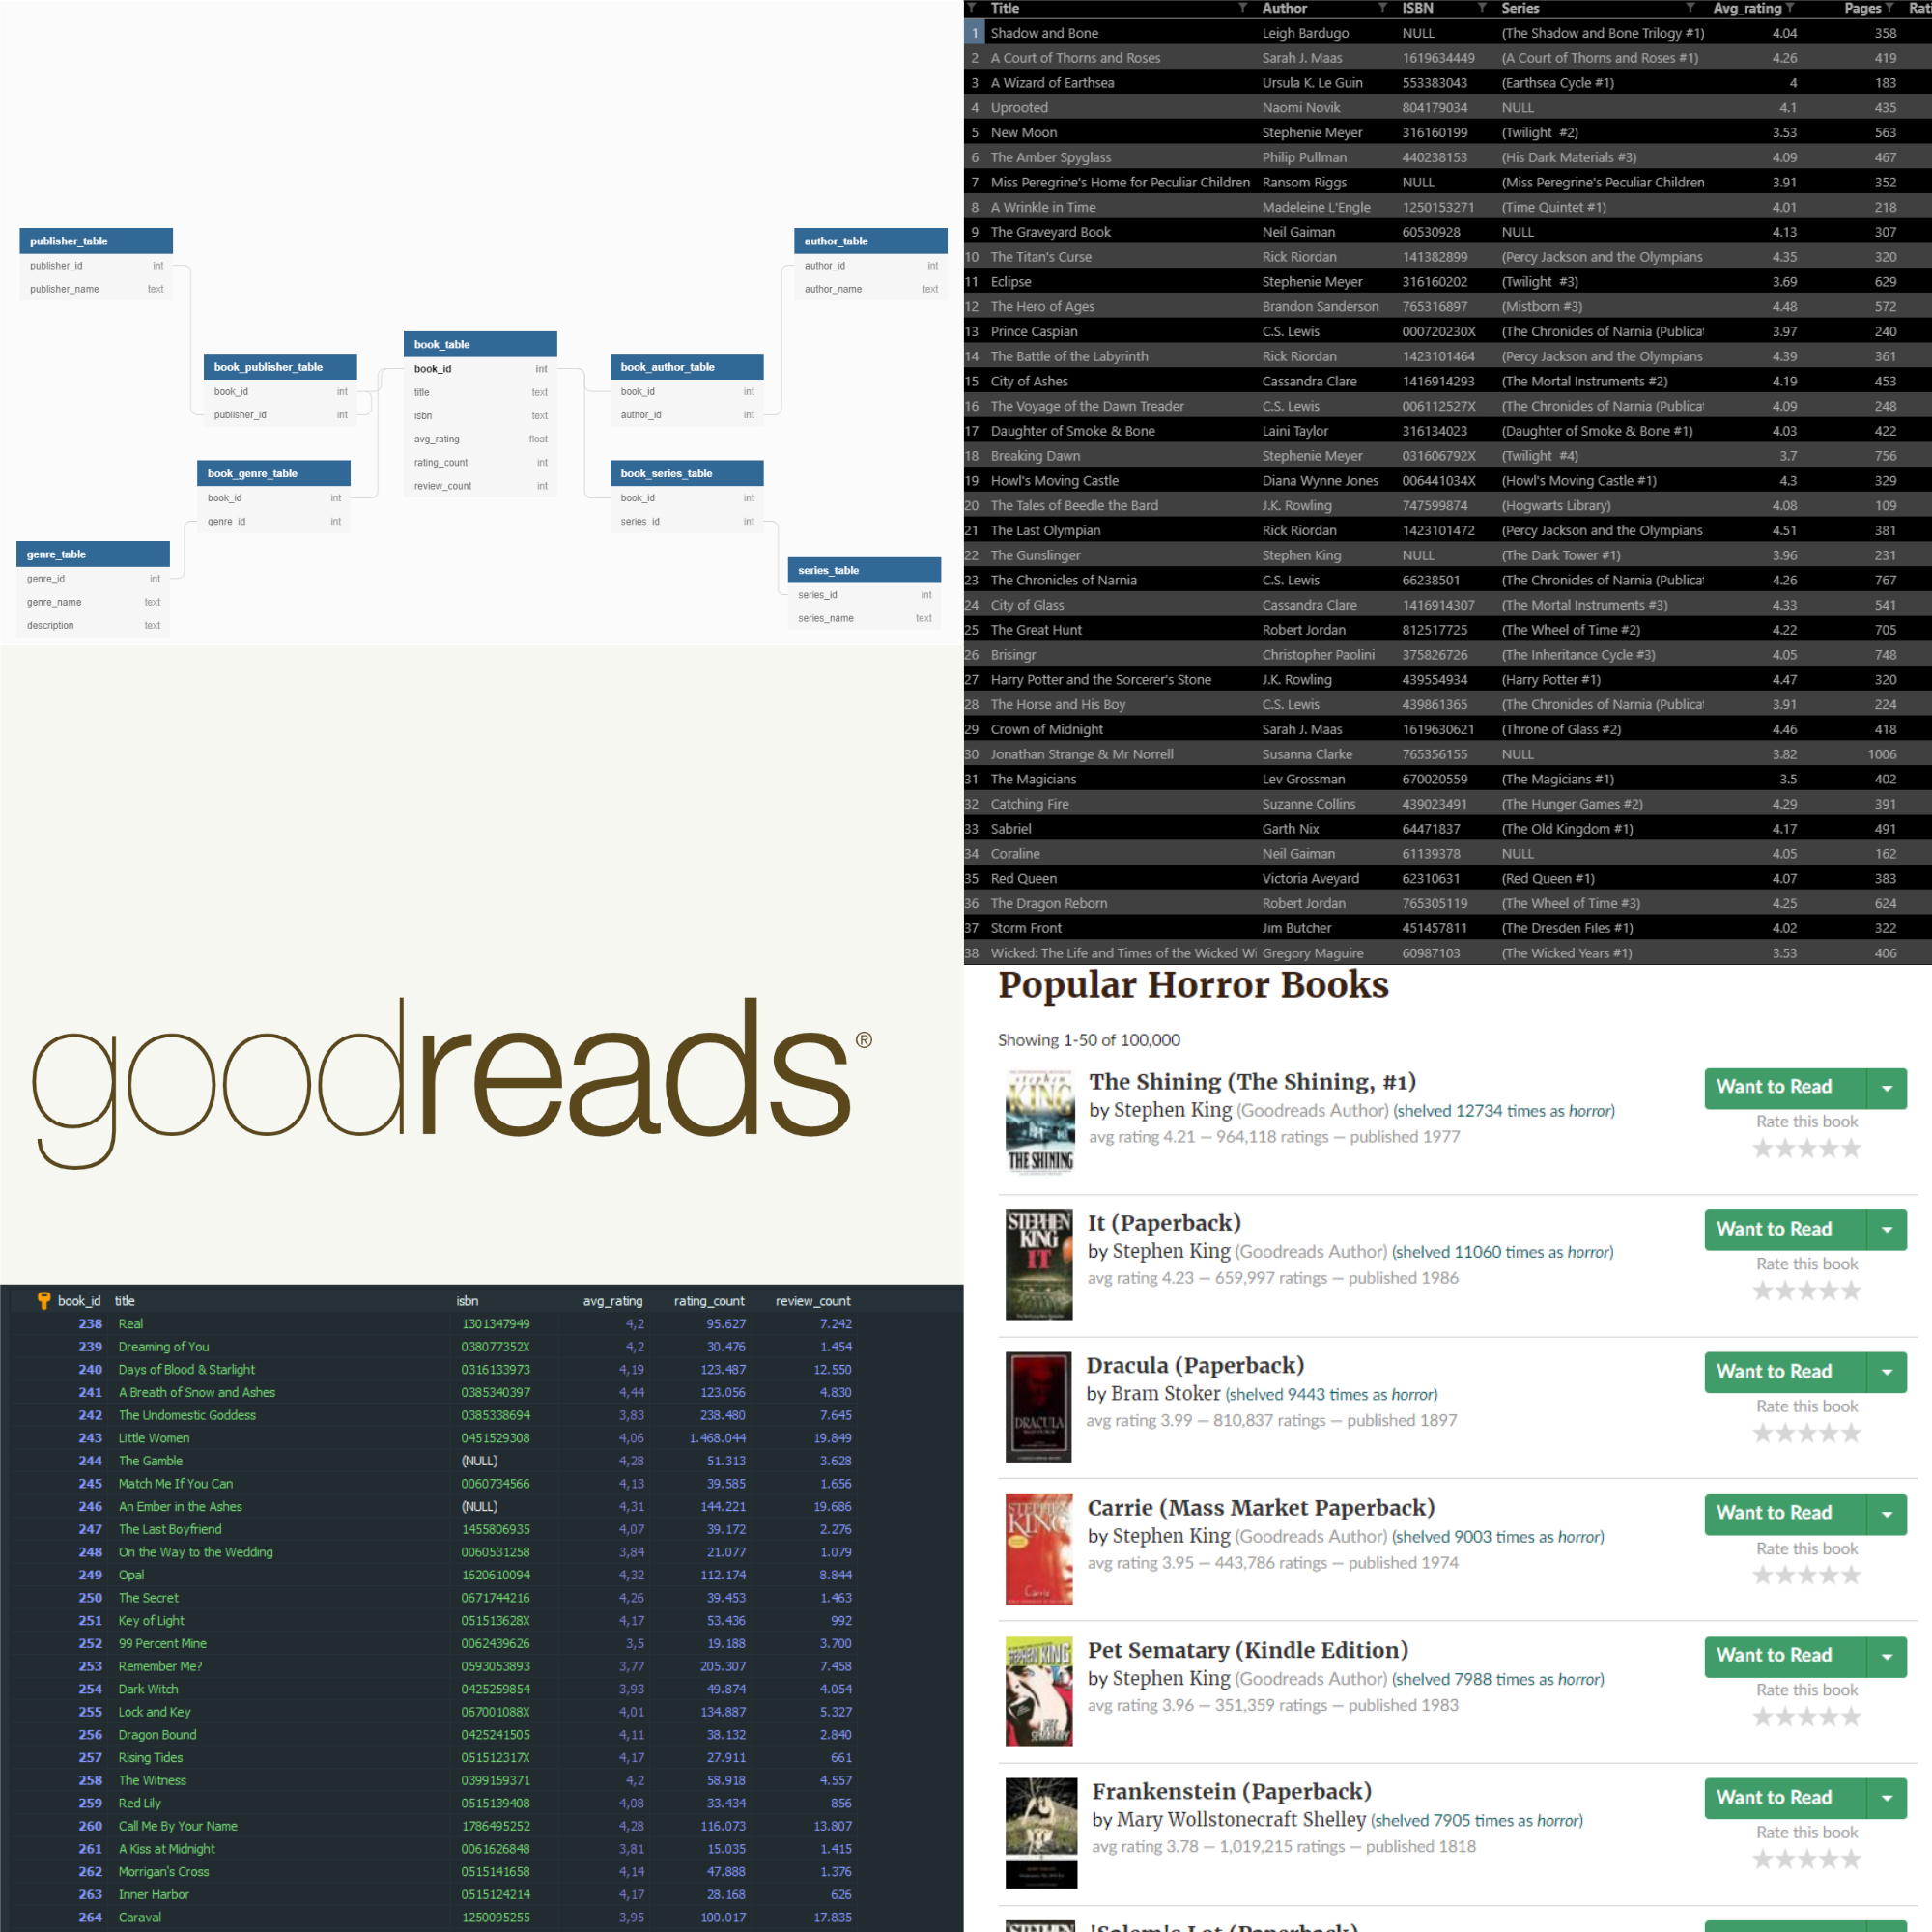 publisher_table
publisher_id int
publisher_name text
author_table
author_id int
author_name text
book_table
book_id int
title text
isbn text
avg_rating float
rating_count int
review_count int
book_publisher_table
book_id int
publisher_id int
book_author_table
book_id int
author_id int
book_genre_table
book_id int
genre_id int
book_series_table
book_id int
series_id int
genre_table
genre_id int
genre_name text
description text
series_table
series_id int
series_name text
Title Author ISBN Series Avg_rating Pages Rati
1 Shadow and Bone Leigh Bardugo NULL (The Shadow and Bone Trilogy #1) 4.04 358
2 A Court of Thorns and Roses Sarah J. Maas 1619634449 (A Court of Thorns and Roses #1) 4.26 419
3 A Wizard of Earthsea Ursula K. Le Guin 553383043 (Earthsea Cycle #1) 4 183
4 Uprooted Naomi Novik 804179034 NULL 4.1 435
5 New Moon Stephenie Meyer 316160199 (Twilight #2) 3.53 563
6 The Amber Spyglass Philip Pullman 440238153 (His Dark Materials #3) 4.09 467
7 Miss Peregrine's Home for Peculiar Children Ransom Riggs NULL (Miss Peregrine's Peculiar Children 3.91 352
8 A Wrinkle in Time Madeleine L'Engle 1250153271 (Time Quintet #1) 4.01 218
9 The Graveyard Book Neil Gaiman 60530928 NULL 4.13 307
10 The Titan's Curse Rick Riordan 141382899 (Percy Jackson and the Olympians 4.35 320
11 Eclipse Stephenie Meyer 316160202 (Twilight #3) 3.69 629
12 The Hero of Ages Brandon Sanderson 765316897 (Mistborn #3) 4.48 572
13 Prince Caspian C.S. Lewis 000720230X (The Chronicles of Narnia (Publica 3.97 240
14 The Battle of the Labyrinth Rick Riordan 1423101464 (Percy Jackson and the Olympians 4.39 361
15 City of Ashes Cassandra Clare 1416914293 (The Mortal Instruments #2) 4.19 453
16 The Voyage of the Dawn Treader C.S. Lewis 006112527X (The Chronicles of Narnia (Publica 4.09 248
17 Daughter of Smoke & Bone Laini Taylor 316134023 (Daughter of Smoke & Bone #1) 4.03 422
18 Breaking Dawn Stephenie Meyer 031606792X (Twilight #4) 3.7 756
19 Howl's Moving Castle Diana Wynne Jones 006441034X (Howl's Moving Castle #1) 4.3 329
20 The Tales of Beedle the Bard J.K. Rowling 747599874 (Hogwarts Library) 4.08 109
21 The Last Olympian Rick Riordan 1423101472 (Percy Jackson and the Olympians 4.51 381
22 The Gunslinger Stephen King NULL (The Dark Tower #1) 3.96 231
23 The Chronicles of Narnia C.S. Lewis 66238501 (The Chronicles of Narnia (Publica 4.26 767
24 City of Glass Cassandra Clare 1416914307 (The Mortal Instruments #3) 4.33 541
25 The Great Hunt Robert Jordan 812517725 (The Wheel of Time #2) 4.22 705
26 Brisingr Christopher Paolini 375826726 (The Inheritance Cycle #3) 4.05 748
27 Harry Potter and the Sorcerer's Stone J.K. Rowling 439554934 (Harry Potter #1) 4.47 320
28 The Horse and His Boy C.S. Lewis 439861365 (The Chronicles of Narnia (Publica 3.91 224
29 Crown of Midnight Sarah J. Maas 1619630621 (Throne of Glass #2) 4.46 418
30 Jonathan Strange & Mr Norrell Susanna Clarke 765356155 NULL 3.82 1006
31 The Magicians Lev Grossman 670020559 (The Magicians #1) 3.5 402
32 Catching Fire Suzanne Collins 439023491 (The Hunger Games #2) 4.29 391
33 Sabriel Garth Nix 64471837 (The Old Kingdom #1) 4.17 491
34 Coraline Neil Gaiman 61139378 NULL 4.05 162
35 Red Queen Victoria Aveyard 62310631 (Red Queen #1) 4.07 383
36 The Dragon Reborn Robert Jordan 765305119 (The Wheel of Time #3) 4.25 624
37 Storm Front Jim Butcher 451457811 (The Dresden Files #1) 4.02 322
38 Wicked: The Life and Times of the Wicked Wi Gregory Maguire 60987103 (The Wicked Years #1) 3.53 406
goodreads®
Popular Horror Books
Showing 1-50 of 100,000
stephen
KING
THE SHINING
The Shining (The Shining, #1)
by Stephen King (Goodreads Author) (shelved 12734 times as horror)
avg rating 4.21 — 964,118 ratings — published 1977
Want to Read
Rate this book
STEPHEN
KING
IT
It (Paperback)
by Stephen King (Goodreads Author) (shelved 11060 times as horror)
avg rating 4.23 — 659,997 ratings — published 1986
Want to Read
Rate this book
DRACULA
Dracula (Paperback)
by Bram Stoker (shelved 9443 times as horror)
avg rating 3.99 — 810,837 ratings — published 1897
Want to Read
Rate this book
STEPHEN
KING
Carrie
Carrie (Mass Market Paperback)
by Stephen King (Goodreads Author) (shelved 9003 times as horror)
avg rating 3.95 — 443,786 ratings — published 1974
Want to Read
Rate this book
STEPHEN KING
PET
SEMATARY
Pet Sematary (Kindle Edition)
by Stephen King (Goodreads Author) (shelved 7988 times as horror)
avg rating 3.96 — 351,359 ratings — published 1983
Want to Read
Rate this book
Frankenstein (Paperback)
by Mary Wollstonecraft Shelley (shelved 7905 times as horror)
avg rating 3.78 — 1,019,215 ratings — published 1818
Want to Read
Rate this book
'Salem's Lot (Paperback)
book_id title isbn avg_rating rating_count review_count
238 Real 1301347949 4,2 95.627 7.242
239 Dreaming of You 038077352X 4,2 30.476 1.454
240 Days of Blood & Starlight 0316133973 4,19 123.487 12.550
241 A Breath of Snow and Ashes 0385340397 4,44 123.056 4.830
242 The Undomestic Goddess 0385338694 3,83 238.480 7.645
243 Little Women 0451529308 4,06 1.468.044 19.849
244 The Gamble (NULL) 4,28 51.313 3.628
245 Match Me If You Can 0060734566 4,13 39.585 1.656
246 An Ember in the Ashes (NULL) 4,31 144.221 19.686
247 The Last Boyfriend 1455806935 4,07 39.172 2.276
248 On the Way to the Wedding 0060531258 3,84 21.077 1.079
249 Opal 1620610094 4,32 112.174 8.844
250 The Secret 0671744216 4,26 39.453 1.463
251 Key of Light 051513628X 4,17 53.436 992
252 99 Percent Mine 0062439626 3,5 19.188 3.700
253 Remember Me? 0593053893 3,77 205.307 7.458
254 Dark Witch 0425259854 3,93 49.874 4.054
255 Lock and Key 067001088X 4,01 134.887 5.327
256 Dragon Bound 0425241505 4,11 38.132 2.840
257 Rising Tides 051512317X 4,17 27.911 661
258 The Witness 0399159371 4,2 58.918 4.557
259 Red Lily 0515139408 4,08 33.434 856
260 Call Me By Your Name 1786495252 4,28 116.073 13.807
261 A Kiss at Midnight 0061626848 3,81 15.035 1.415
262 Morrigan's Cross 0515141658 4,14 47.888 1.376
263 Inner Harbor 0515124214 4,17 28.168 626
264 Caraval 1250095255 3,95 100.017 17.835